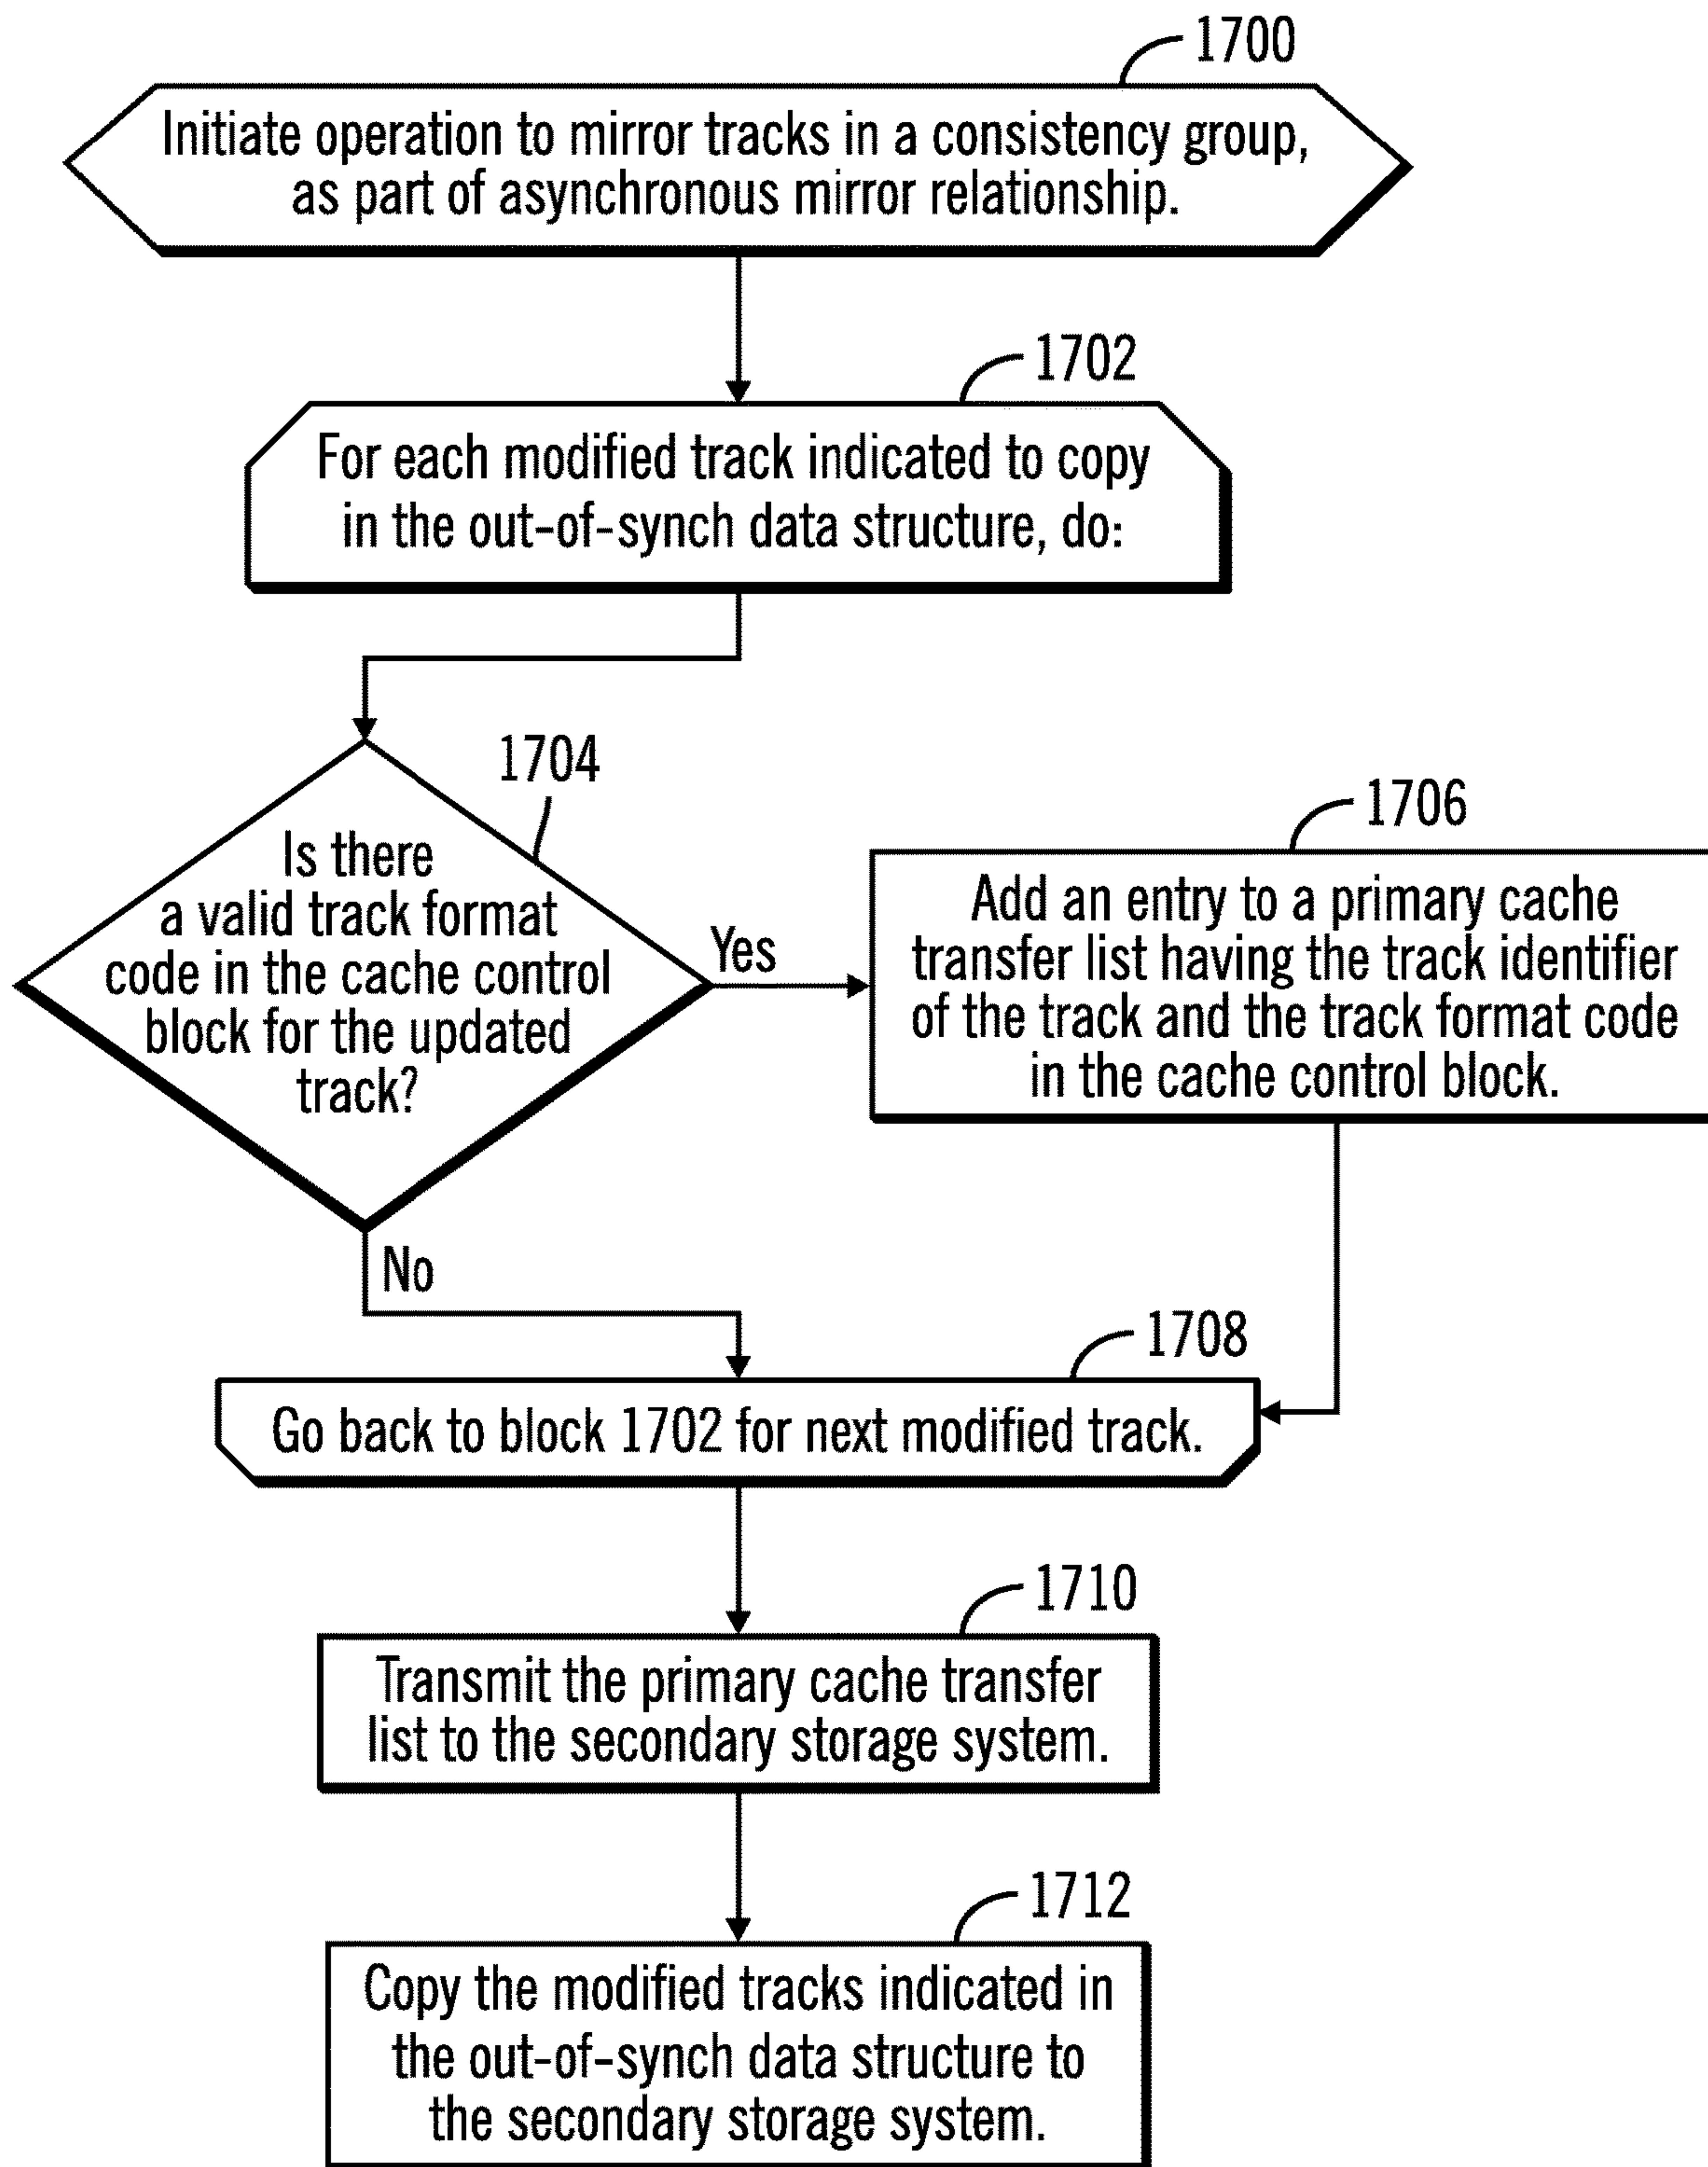 1700
Initiate operation to mirror tracks in a consistency group,
as part of asynchronous mirror relationship.
1702
For each modified track indicated to copy
in the out-of-synch data structure, do:
1704
Is there
a valid track format
code in the cache control
block for the updated
track?
Yes
1706
Add an entry to a primary cache
transfer list having the track identifier
of the track and the track format code
in the cache control block.
No
1708
Go back to block 1702 for next modified track.
1710
Transmit the primary cache transfer
list to the secondary storage system.
1712
Copy the modified tracks indicated in
the out-of-synch data structure to
the secondary storage system.